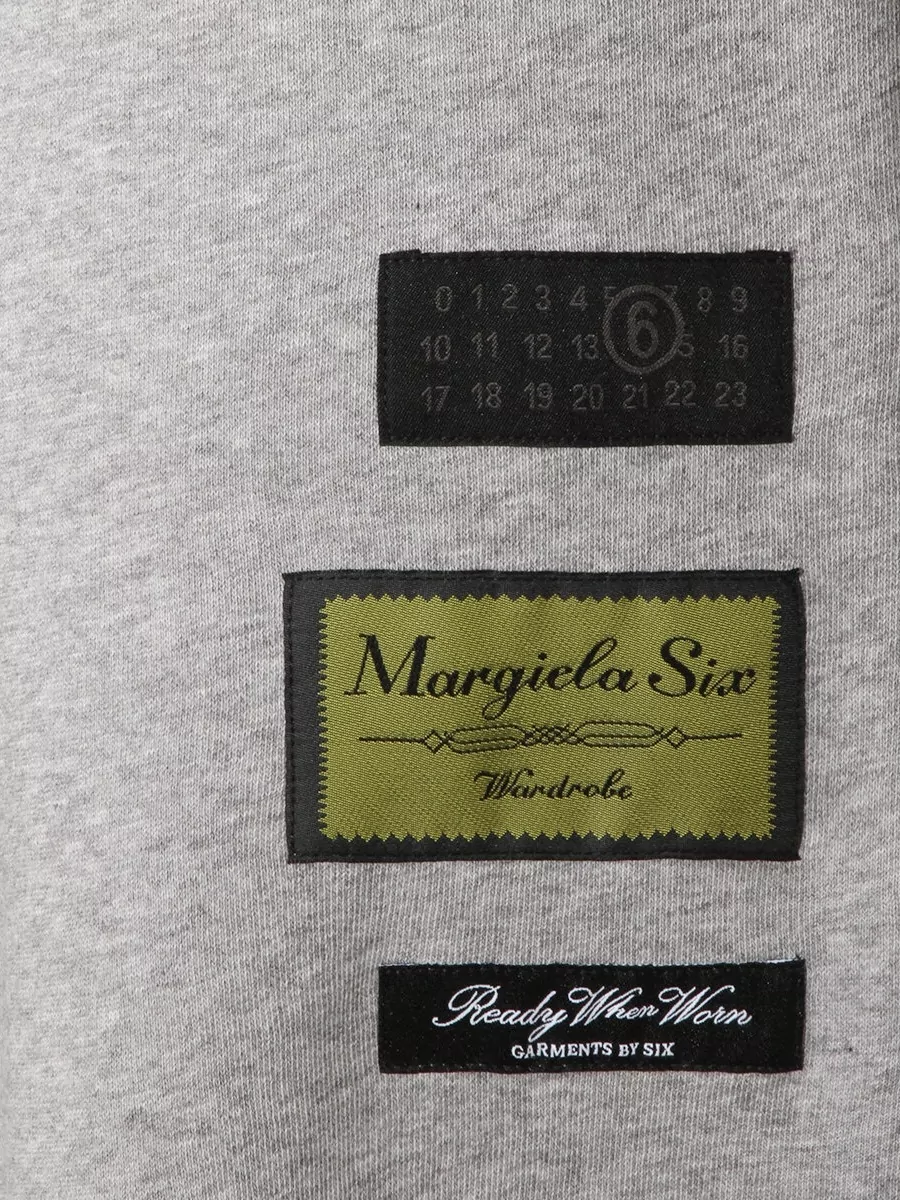 0 1 2 3 4 5 6 7 8 9
10 11 12 13 5 16
17 18 19 20 21 22 23
Margiela Six
Wardrobe
Ready When Worn
GARMENTS BY SIX